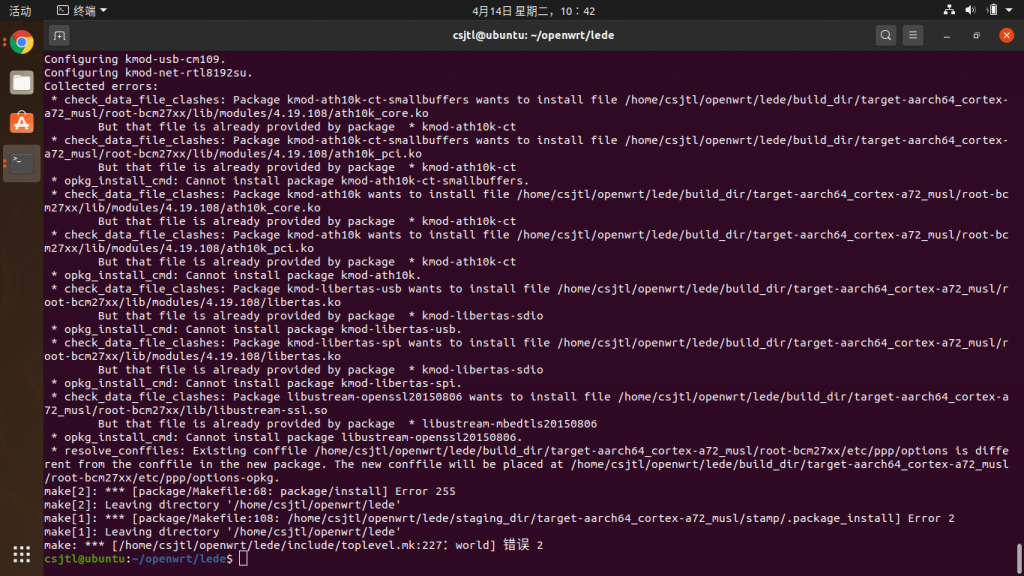 活动 终端 4月14日 星期二，10：42
csjtl@ubuntu: ~/openwrt/lede
Configuring kmod-usb-cm109.
Configuring kmod-net-rtl8192su.
Collected errors:
 * check_data_file_clashes: Package kmod-ath10k-ct-smallbuffers wants to install file /home/csjtl/openwrt/lede/build_dir/target-aarch64_cortex-
a72_musl/root-bcm27xx/lib/modules/4.19.108/ath10k_core.ko
        But that file is already provided by package  * kmod-ath10k-ct
 * check_data_file_clashes: Package kmod-ath10k-ct-smallbuffers wants to install file /home/csjtl/openwrt/lede/build_dir/target-aarch64_cortex-
a72_musl/root-bcm27xx/lib/modules/4.19.108/ath10k_pci.ko
        But that file is already provided by package  * kmod-ath10k-ct
 * opkg_install_cmd: Cannot install package kmod-ath10k-ct-smallbuffers.
 * check_data_file_clashes: Package kmod-ath10k wants to install file /home/csjtl/openwrt/lede/build_dir/target-aarch64_cortex-a72_musl/root-bc
m27xx/lib/modules/4.19.108/ath10k_core.ko
        But that file is already provided by package  * kmod-ath10k-ct
 * check_data_file_clashes: Package kmod-ath10k wants to install file /home/csjtl/openwrt/lede/build_dir/target-aarch64_cortex-a72_musl/root-bc
m27xx/lib/modules/4.19.108/ath10k_pci.ko
        But that file is already provided by package  * kmod-ath10k-ct
 * opkg_install_cmd: Cannot install package kmod-ath10k.
 * check_data_file_clashes: Package kmod-libertas-usb wants to install file /home/csjtl/openwrt/lede/build_dir/target-aarch64_cortex-a72_musl/r
oot-bcm27xx/lib/modules/4.19.108/libertas.ko
        But that file is already provided by package  * kmod-libertas-sdio
 * opkg_install_cmd: Cannot install package kmod-libertas-usb.
 * check_data_file_clashes: Package kmod-libertas-spi wants to install file /home/csjtl/openwrt/lede/build_dir/target-aarch64_cortex-a72_musl/r
oot-bcm27xx/lib/modules/4.19.108/libertas.ko
        But that file is already provided by package  * kmod-libertas-sdio
 * opkg_install_cmd: Cannot install package kmod-libertas-spi.
 * check_data_file_clashes: Package libustream-openssl20150806 wants to install file /home/csjtl/openwrt/lede/build_dir/target-aarch64_cortex-a
72_musl/root-bcm27xx/lib/libustream-ssl.so
        But that file is already provided by package  * libustream-mbedtls20150806
 * opkg_install_cmd: Cannot install package libustream-openssl20150806.
 * resolve_conffiles: Existing conffile /home/csjtl/openwrt/lede/build_dir/target-aarch64_cortex-a72_musl/root-bcm27xx/etc/ppp/options is diffe
rent from the conffile in the new package. The new conffile will be placed at /home/csjtl/openwrt/lede/build_dir/target-aarch64_cortex-a72_musl
/root-bcm27xx/etc/ppp/options-opkg.
make[2]: *** [package/Makefile:68: package/install] Error 255
make[2]: Leaving directory '/home/csjtl/openwrt/lede'
make[1]: *** [package/Makefile:108: /home/csjtl/openwrt/lede/staging_dir/target-aarch64_cortex-a72_musl/stamp/.package_install] Error 2
make[1]: Leaving directory '/home/csjtl/openwrt/lede'
make: *** [/home/csjtl/openwrt/lede/include/toplevel.mk:227：world] 错误 2
csjtl@ubuntu:~/openwrt/lede$